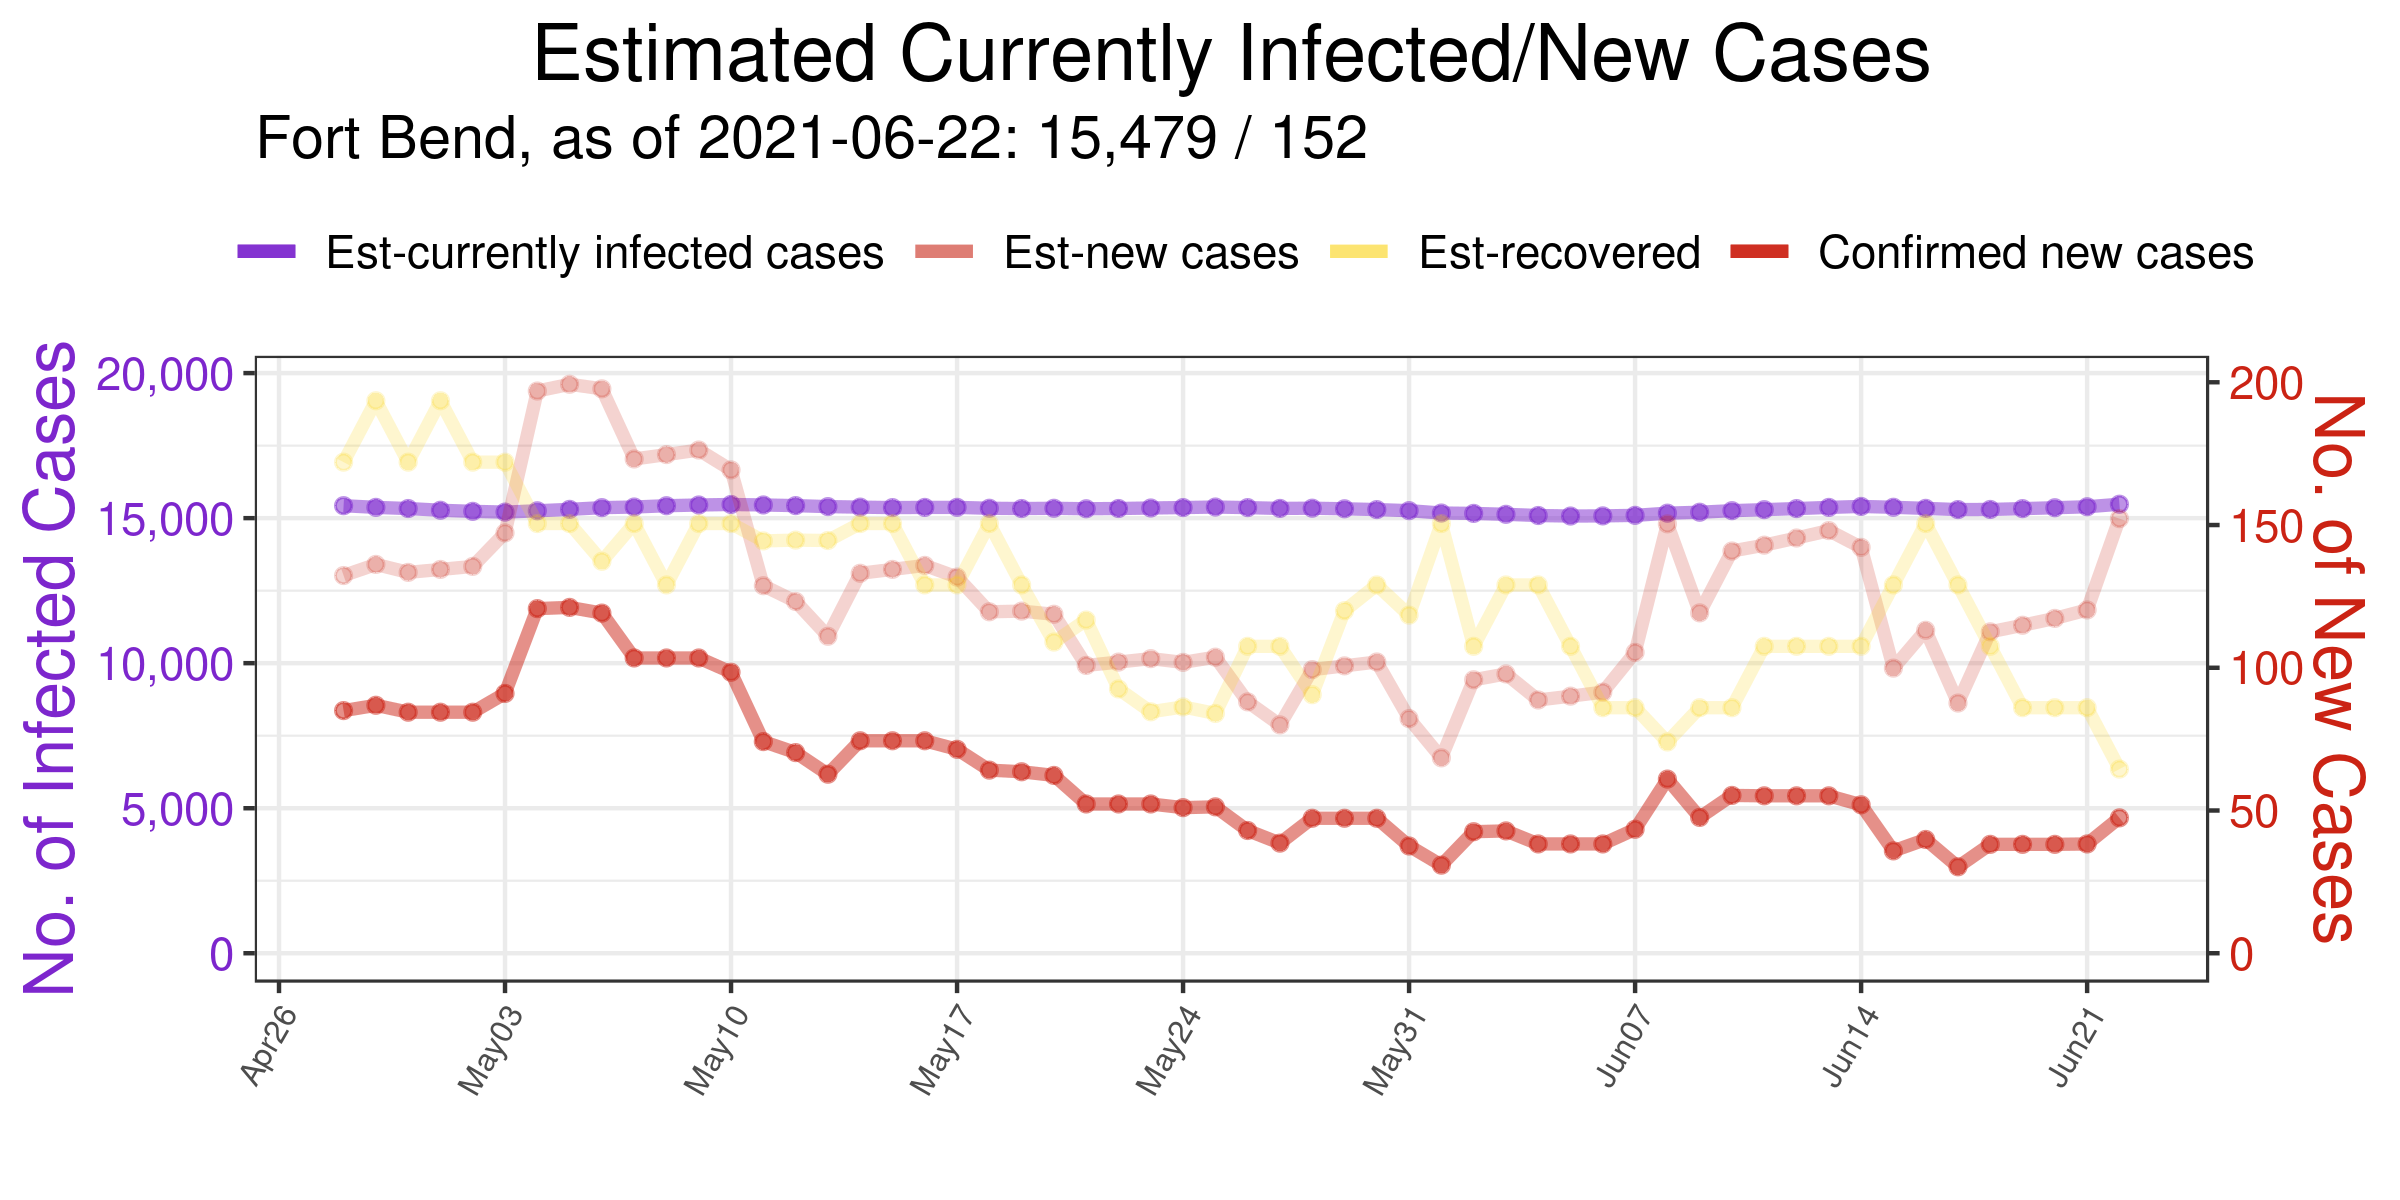 Estimated Currently Infected/New Cases
Fort Bend, as of 2021-06-22: 15,479 / 152
Est-currently infected cases Est-new cases Est-recovered Confirmed new cases
No. of Infected Cases
20,000
15,000
10,000
5,000
0
200
150
100
50
0
No. of New Cases
Apr26 May03 May10 May17 May24 May31 Jun07 Jun14 Jun21